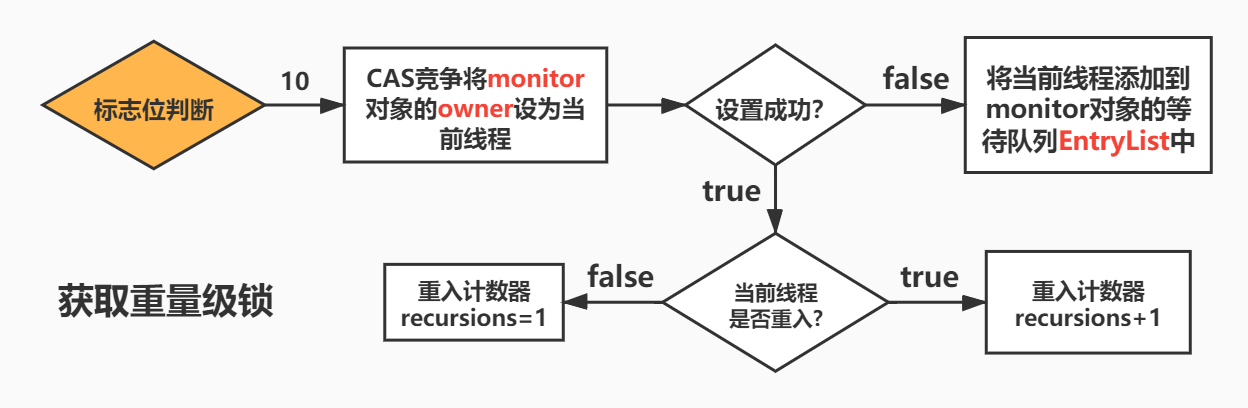 标志位判断
10
CAS竞争将monitor
对象的owner设为当
前线程
设置成功?
false
将当前线程添加到
monitor对象的等
待队列EntryList中
true
获取重量级锁
重入计数器
recursions=1
false
当前线程
是否重入?
true
重入计数器
recursions+1